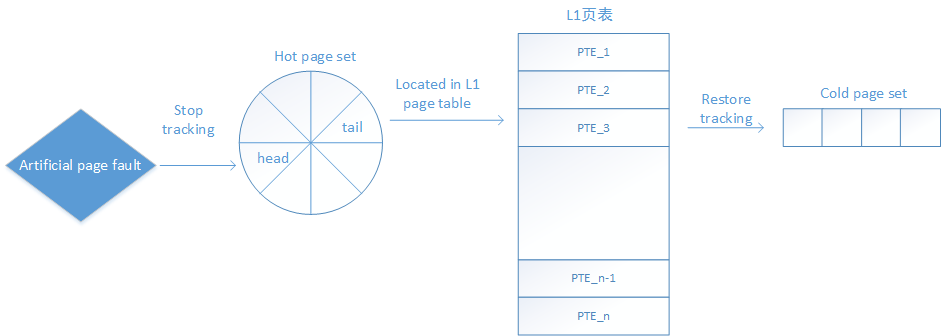 Artificial page fault
Stop
tracking
Hot page set
head
tail
Located in L1
page table
L1页表
PTE_1
PTE_2
PTE_3
PTE_n-1
PTE_n
Restore
tracking
Cold page set